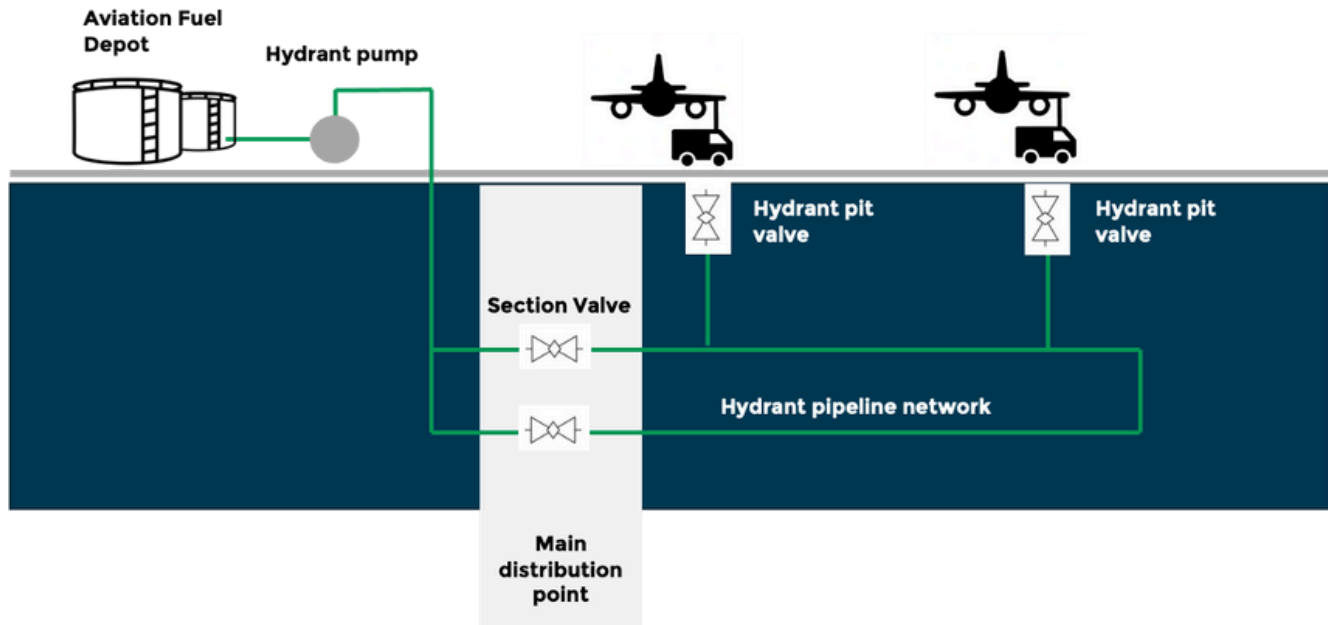 Aviation Fuel
Depot
Hydrant pump
Hydrant pit
valve
Hydrant pit
valve
Section Valve
Hydrant pipeline network
Main
distribution
point